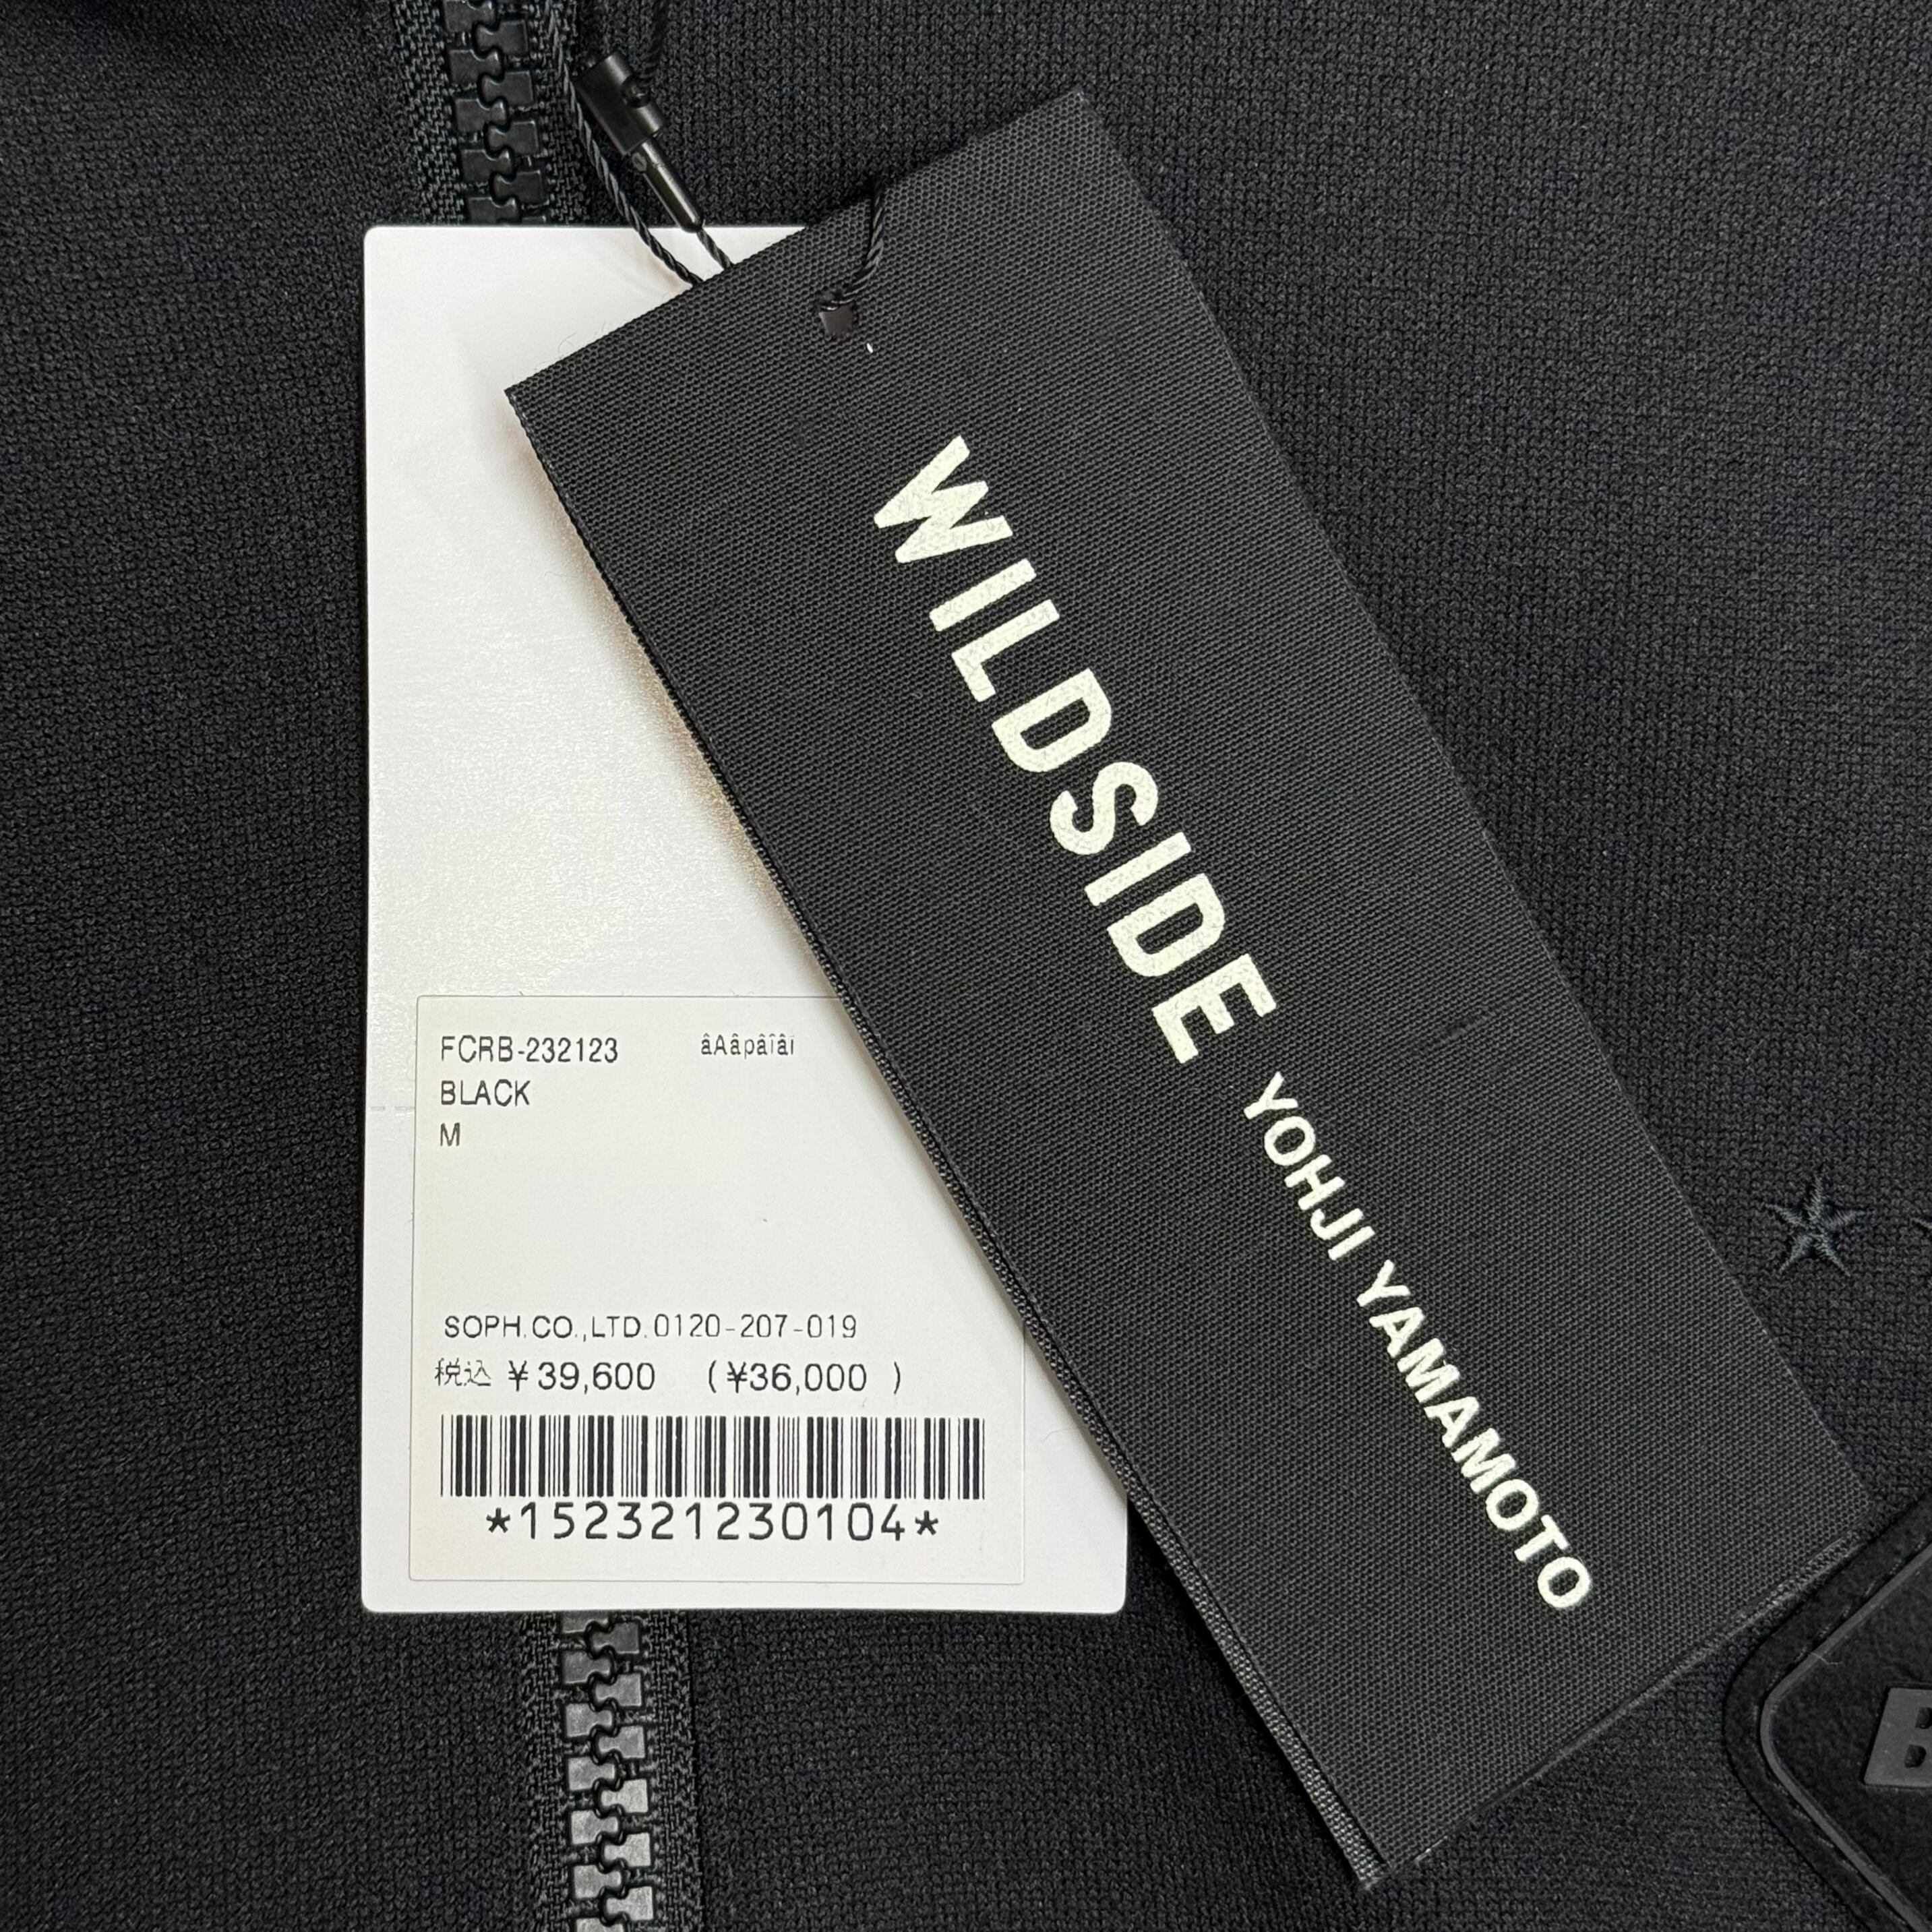 WILDSIDE YOHJI YAMAMOTO
FCRB-232123 âAâpâîâi
BLACK
M
SOPH.CO.,LTD.0120-207-019
税込 ¥39,600 (¥36,000 )
*152321230104*
B